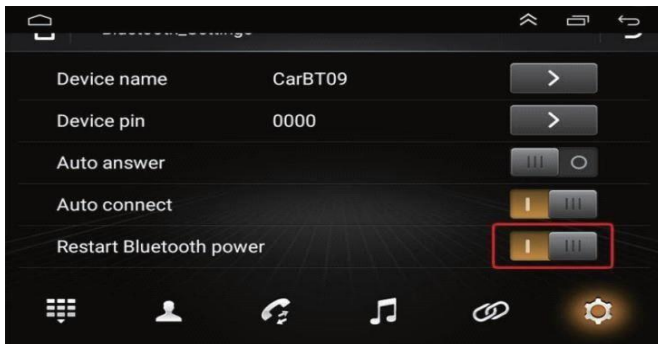 Device name CarBT09
Device pin 0000
Auto answer
Auto connect
Restart Bluetooth power